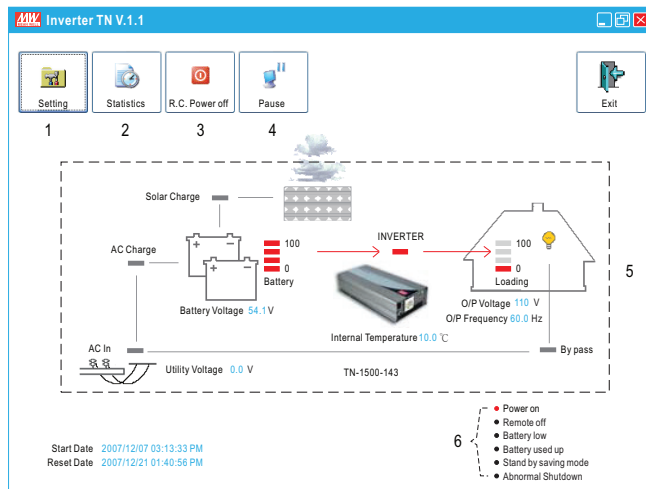 MW Inverter TN V.1.1
Setting
Statistics
R.C. Power off
Pause
Exit
1
2
3
4
Solar Charge
AC Charge
100
0
Battery
INVERTER
100
0
Loading
5
Battery Voltage 54.1 V
O/P Voltage 110 V
O/P Frequency 60.0 Hz
Internal Temperature 10.0 ℃
AC In
By pass
Utility Voltage 0.0 V
TN-1500-143
6
Power on
Remote off
Battery low
Battery used up
Stand by saving mode
Abnormal Shutdown
Start Date 2007/12/07 03:13:33 PM
Reset Date 2007/12/21 01:40:56 PM